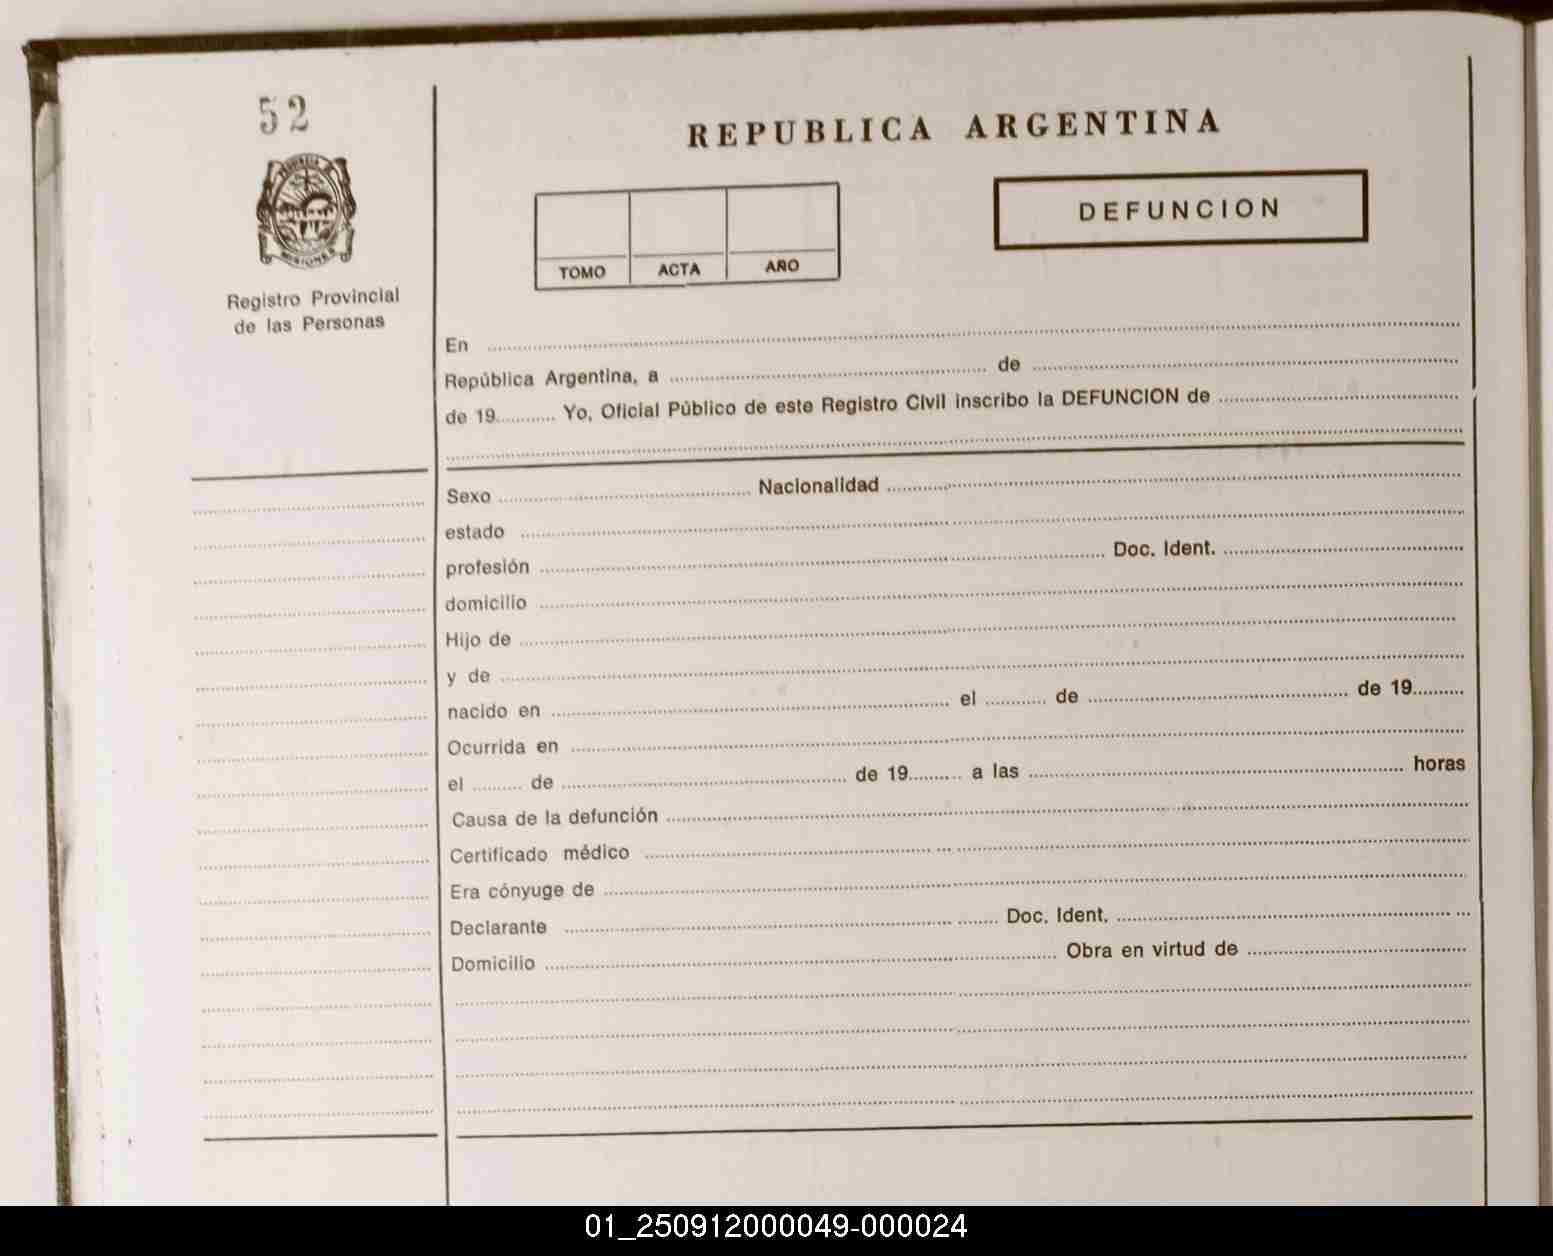 52
MISIONES
Registro Provincial
de las Personas
REPUBLICA ARGENTINA
TOMO ACTA AÑO
DEFUNCION
En
República Argentina, a de
de 19 Yo, Oficial Público de este Registro Civil inscribo la DEFUNCION de
Sexo Nacionalidad
estado
profesión Doc. Ident.
domicilio
Hijo de
y de
nacido en el de de 19
Ocurrida en
el de de 19 a las horas
Causa de la defunción
Certificado médico
Era cónyuge de
Declarante Doc. Ident.
Domicilio Obra en virtud de
01_250912000049-000024